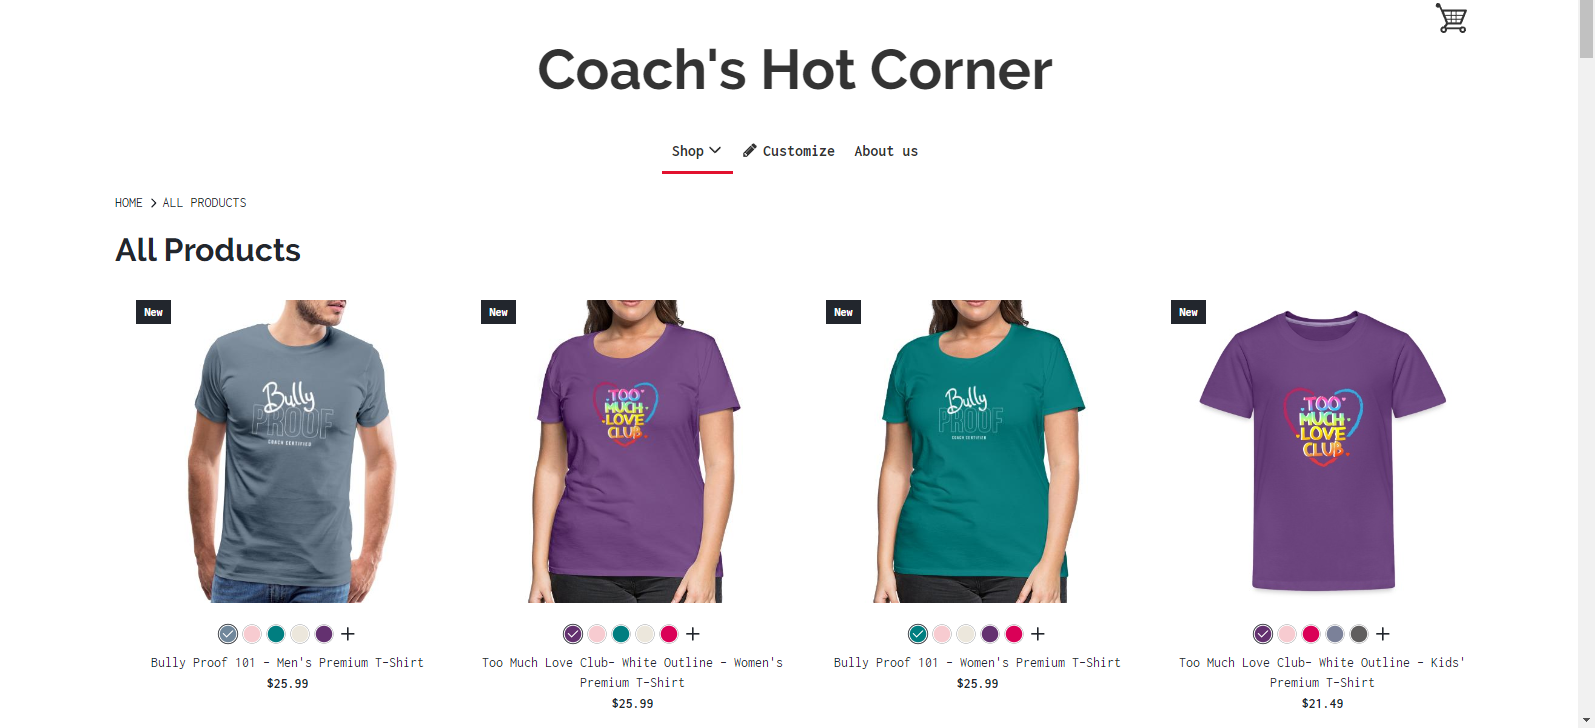 Coach's Hot Corner
Shop
Customize
About us
HOME > ALL PRODUCTS
All Products
New
New
New
New
Bully
PROOF
COACH CERTIFIED
TOO
MUCH
LOVE
CLUB
Bully
PROOF
COACH CERTIFIED
TOO
MUCH
LOVE
CLUB
Bully Proof 101 - Men's Premium T-Shirt
$25.99
Too Much Love Club- White Outline - Women's
Premium T-Shirt
$25.99
Bully Proof 101 - Women's Premium T-Shirt
$25.99
Too Much Love Club- White Outline - Kids'
Premium T-Shirt
$21.49